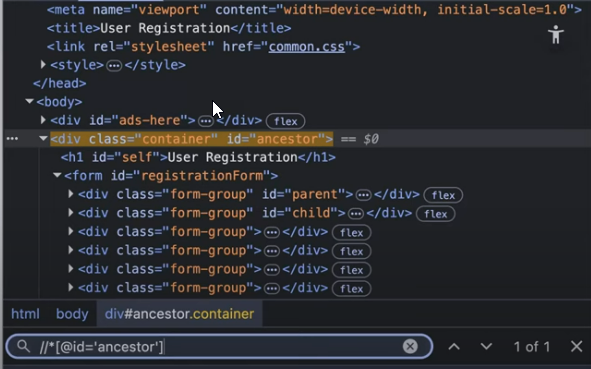 <meta name="viewport" content="width=device-width, initial-scale=1.0">
<title>User Registration</title>
<link rel="stylesheet" href="common.css">
<style>…</style>
</head>
<body>
<div id="ads-here">…</div> flex
… <div class="container" id="ancestor"> == $0
<h1 id="self">User Registration</h1>
<form id="registrationForm">
<div class="form-group" id="parent">…</div> flex
<div class="form-group" id="child">…</div> flex
<div class="form-group">…</div> flex
<div class="form-group">…</div> flex
<div class="form-group">…</div> flex
<div class="form-group">…</div> flex
html body div#ancestor.container
//*[@id='ancestor'] 1 of 1